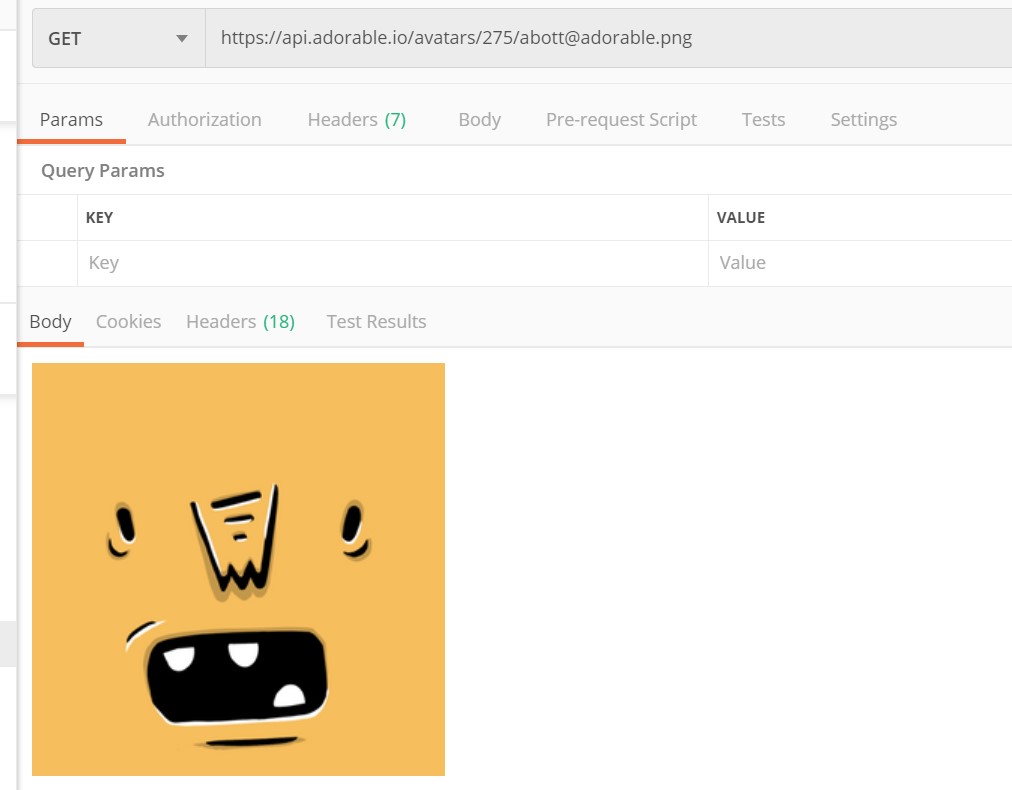 GET https://api.adorable.io/avatars/275/abott@adorable.png
Params Authorization Headers (7) Body Pre-request Script Tests Settings
Query Params
KEY VALUE
Key Value
Body Cookies Headers (18) Test Results